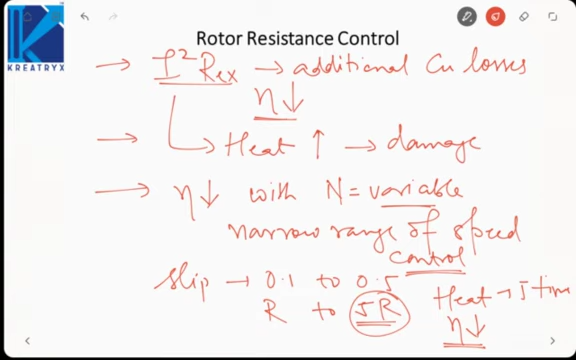 KREATRYX
Rotor Resistance Control
→ I²Rex → additional Cu losses
η↓
→ Heat ↑ → damage
→ η↓ with N = variable
narrow range of speed
control
slip → 0.1 to 0.5
R to 5R
Heat → 5 time
η↓